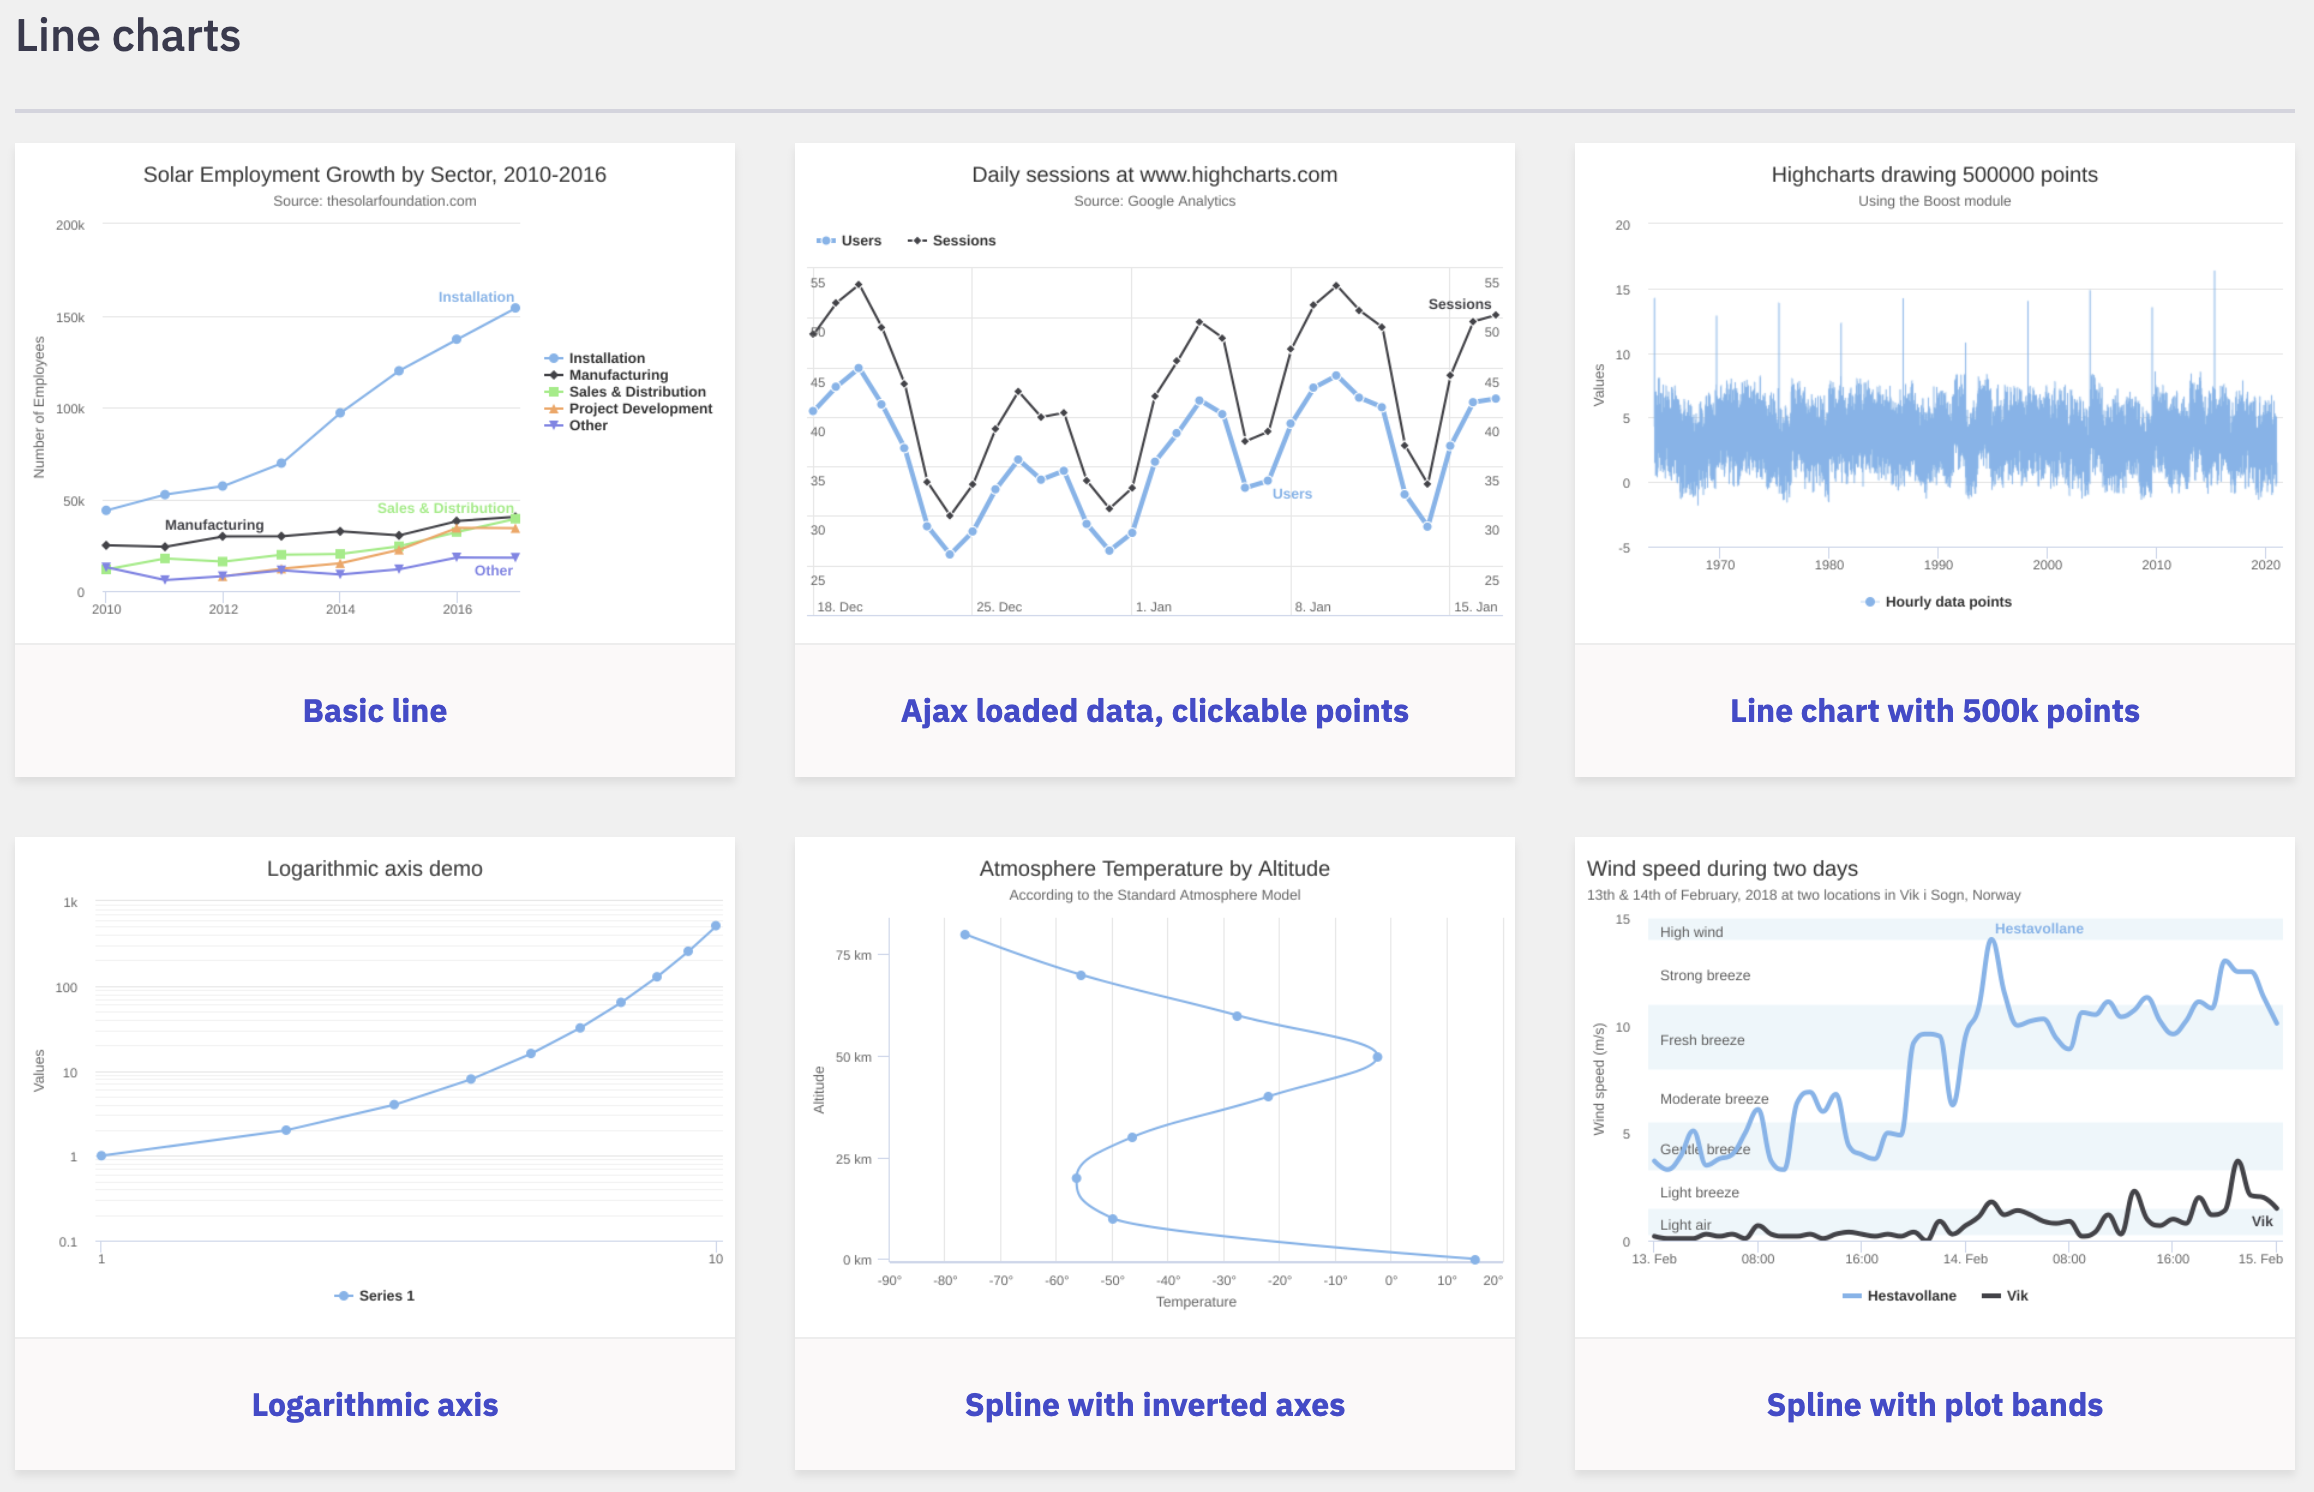 Line charts
Solar Employment Growth by Sector, 2010-2016
Source: thesolarfoundation.com
Number of Employees
200k
150k
100k
50k
0
2010 2012 2014 2016
Installation
Manufacturing
Sales & Distribution
Other
Installation
Manufacturing
Sales & Distribution
Project Development
Other
Basic line
Daily sessions at www.highcharts.com
Source: Google Analytics
Users Sessions
55 55
50 50
45 45
40 40
35 35
30 30
25 25
Sessions
Users
18. Dec 25. Dec 1. Jan 8. Jan 15. Jan
Ajax loaded data, clickable points
Highcharts drawing 500000 points
Using the Boost module
Values
20
15
10
5
0
-5
1970 1980 1990 2000 2010 2020
Hourly data points
Line chart with 500k points
Logarithmic axis demo
Values
1k
100
10
1
0.1
1 10
Series 1
Logarithmic axis
Atmosphere Temperature by Altitude
According to the Standard Atmosphere Model
Altitude
75 km
50 km
25 km
0 km
-90° -80° -70° -60° -50° -40° -30° -20° -10° 0° 10° 20°
Temperature
Spline with inverted axes
Wind speed during two days
13th & 14th of February, 2018 at two locations in Vik i Sogn, Norway
Wind speed (m/s)
15
10
5
0
High wind
Strong breeze
Fresh breeze
Moderate breeze
Gentle breeze
Light breeze
Light air
Hestavollane
Vik
13. Feb 08:00 16:00 14. Feb 08:00 16:00 15. Feb
Hestavollane Vik
Spline with plot bands